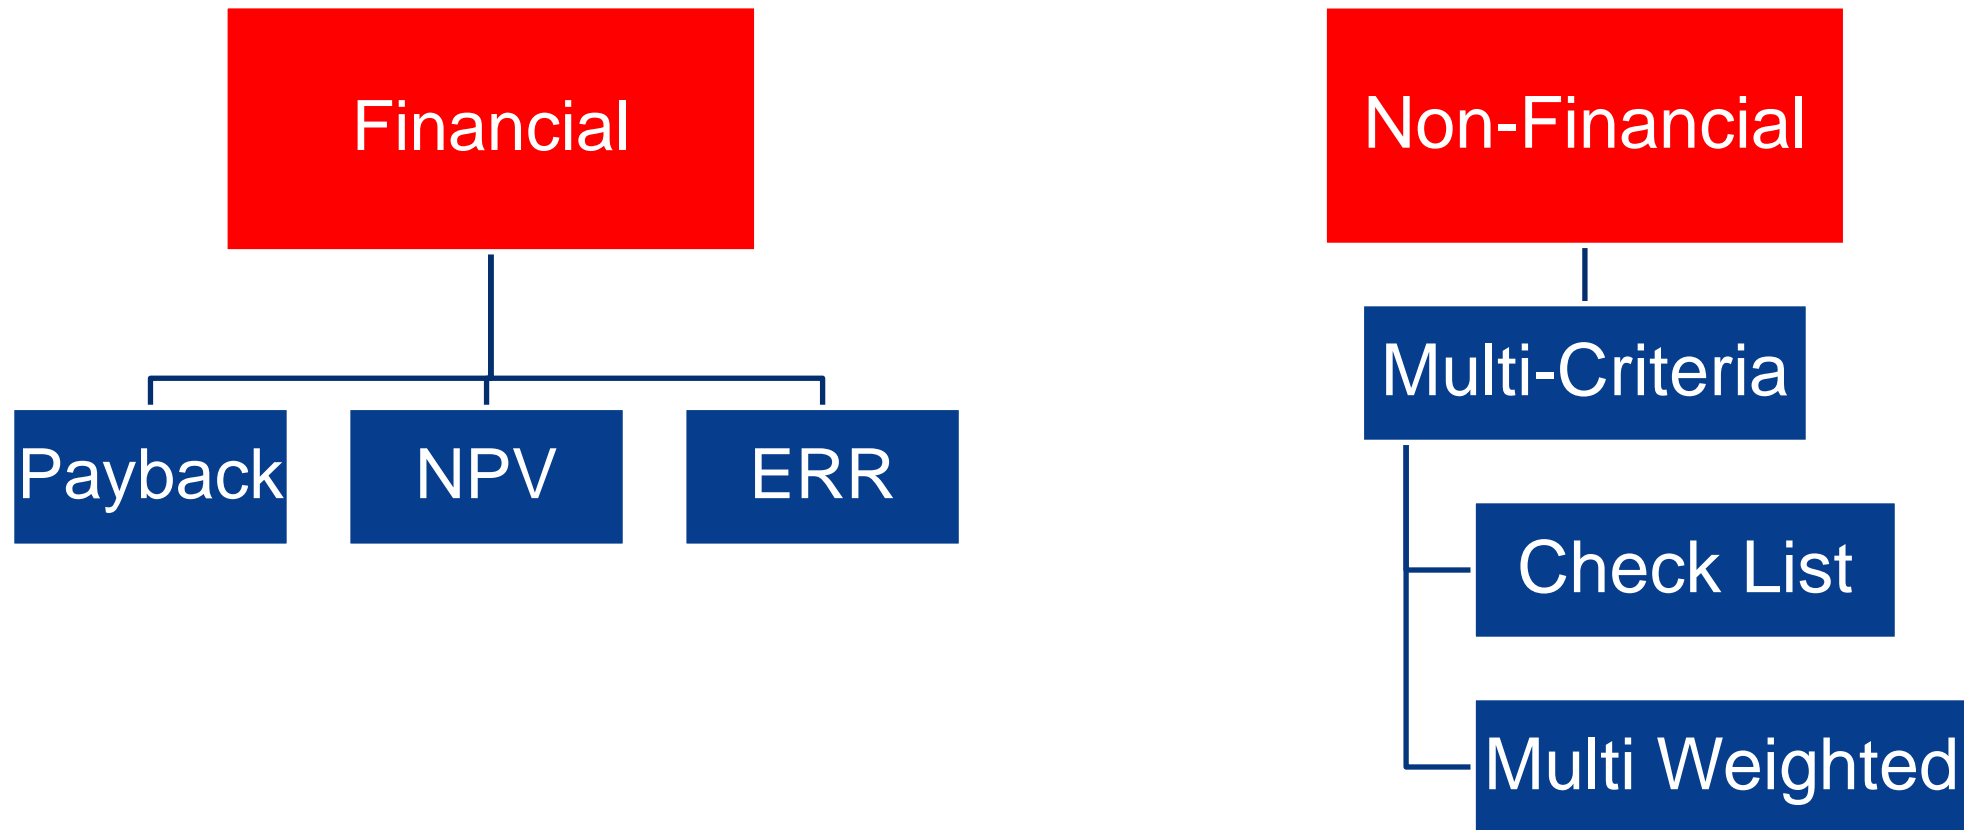 Financial
Payback
NPV
ERR
Non-Financial
Multi-Criteria
Check List
Multi Weighted